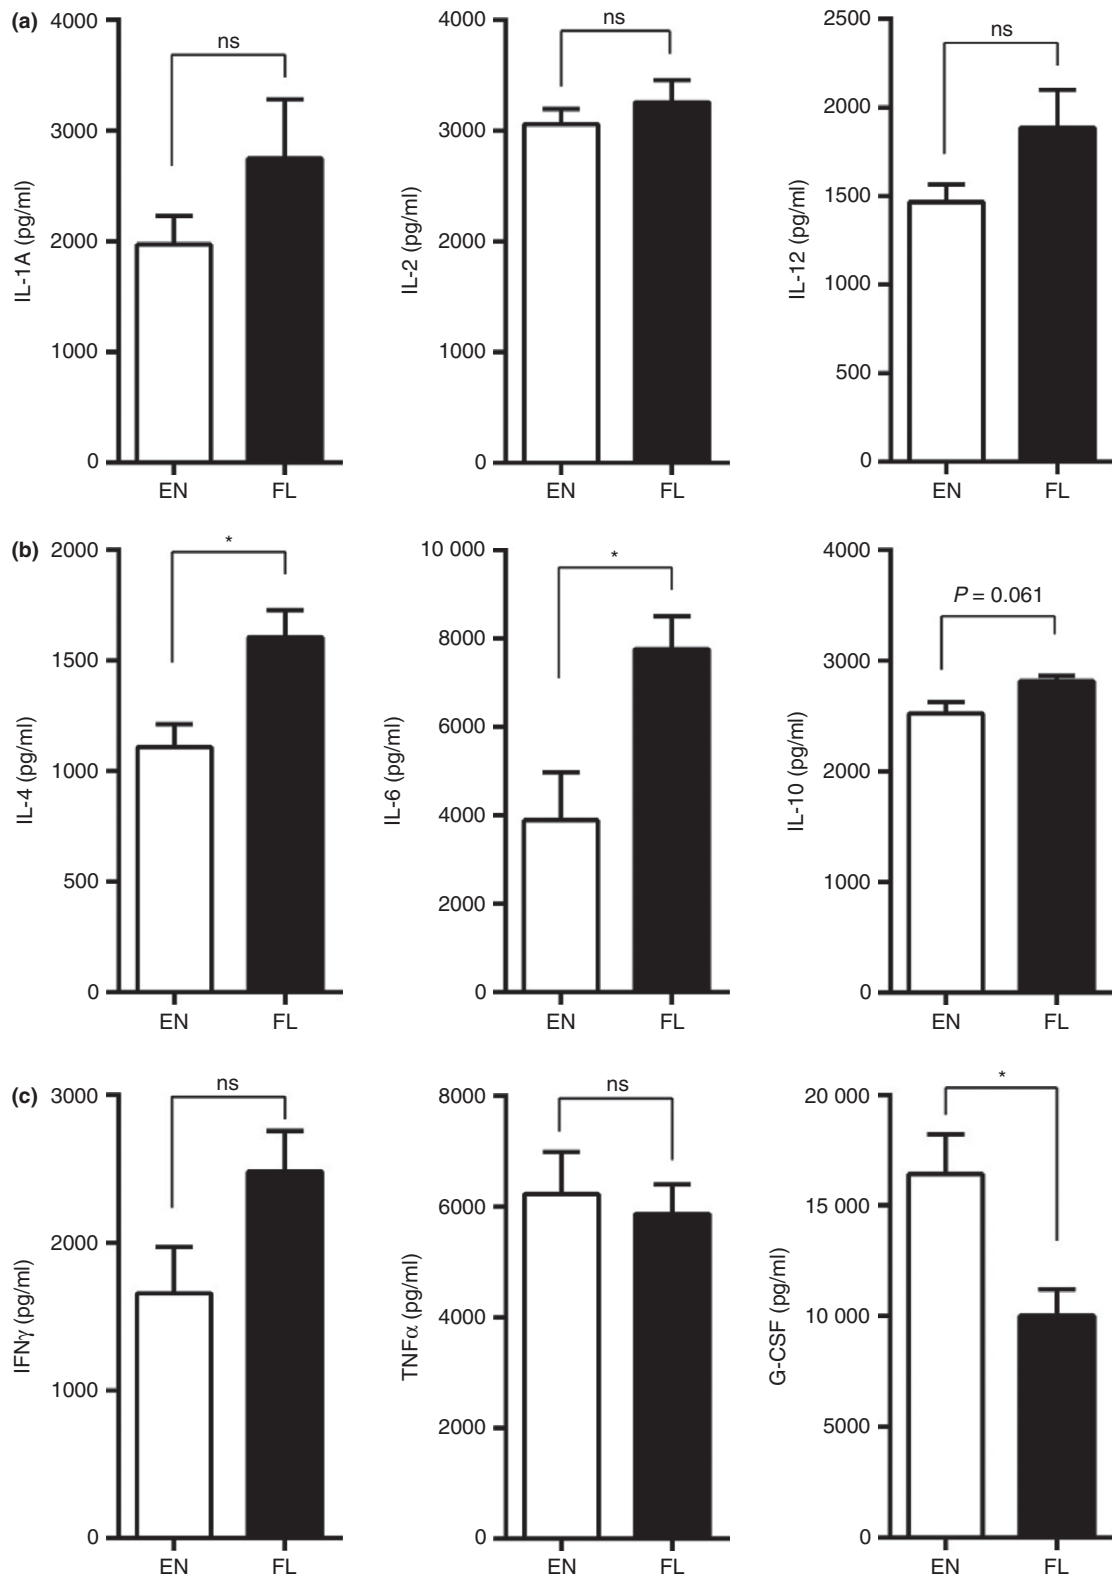 (a)
4000
3000
2000
1000
0
IL-1A (pg/ml)
ns
EN FL
4000
3000
2000
1000
0
IL-2 (pg/ml)
ns
EN FL
2500
2000
1500
1000
500
0
IL-12 (pg/ml)
ns
EN FL
(b)
2000
1500
1000
500
0
IL-4 (pg/ml)
*
EN FL
10 000
8000
6000
4000
2000
0
IL-6 (pg/ml)
*
EN FL
4000
3000
2000
1000
0
IL-10 (pg/ml)
P = 0.061
EN FL
(c)
3000
2000
1000
0
IFNγ (pg/ml)
ns
EN FL
8000
6000
4000
2000
0
TNFα (pg/ml)
ns
EN FL
20 000
15 000
10 000
5000
0
G-CSF (pg/ml)
*
EN FL